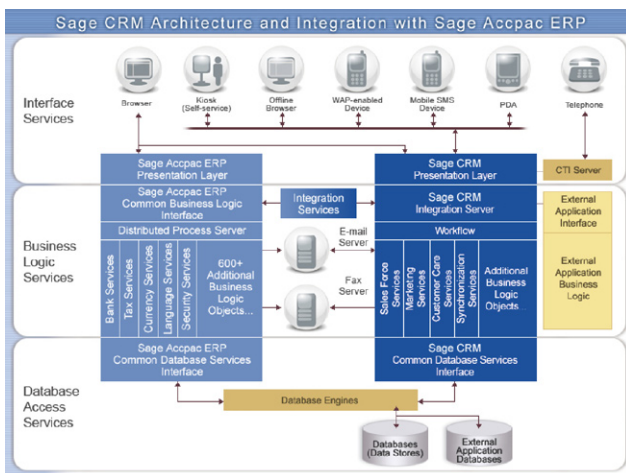 Sage CRM Architecture and Integration with Sage Accpac ERP
Interface
Services
Browser
Kiosk
(Self-service)
Offline
Browser
WAP-enabled
Device
Mobile SMS
Device
PDA
Telephone
Sage Accpac ERP
Presentation Layer
Sage CRM
Presentation Layer
CTI Server
Business
Logic
Services
Sage Accpac ERP
Common Business Logic
Interface
Integration
Services
Sage CRM
Integration Server
External
Application
Interface
Distributed Process Server
E-mail
Server
Workflow
Bank Services
Tax Services
Currency Services
Language Services
Security Services
600+
Additional
Business
Logic
Objects...
Fax
Server
Sales Force
Services
Marketing
Services
Customer Care
Services
Synchronization
Services
Additional
Business
Logic
Objects...
External
Application
Business
Logic
Database
Access
Services
Sage Accpac ERP
Common Database Services
Interface
Sage CRM
Common Database Services
Interface
Database Engines
Databases
(Data Stores)
External
Application
Databases